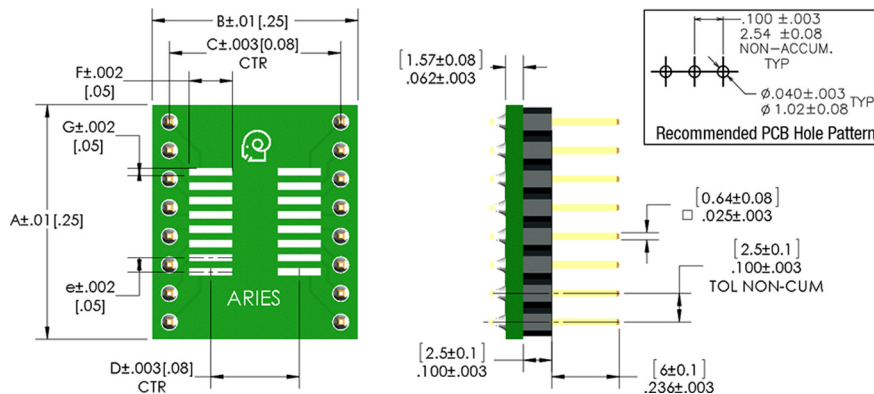 B±.01[.25]
C±.003[0.08]
CTR
F±.002
[.05]
G±.002
[.05]
A±.01[.25]
e±.002
[.05]
ARIES
D±.003[.08]
CTR
[1.57±0.08]
.062±.003
[0.64±0.08]
□ .025±.003
[2.5±0.1]
.100±.003
TOL NON-CUM
[2.5±0.1]
.100±.003
[6±0.1]
.236±.003
.100 ±.003
2.54 ±0.08
NON-ACCUM.
TYP
Ø.040±.003
Ø 1.02±0.08 TYP
Recommended PCB Hole Pattern